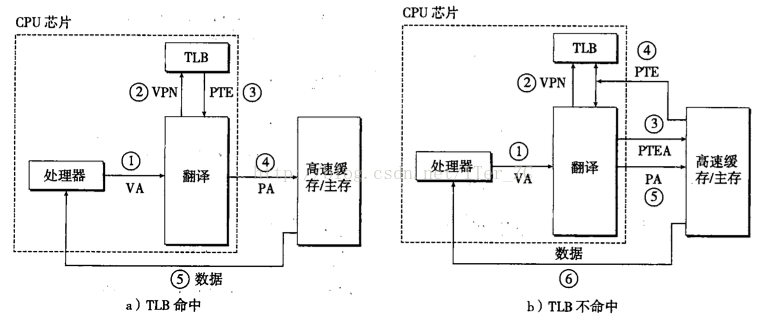 CPU 芯片
TLB
② VPN PTE ③
处理器
① VA
翻译
④ PA
高速缓
存/主存
⑤ 数据
a）TLB 命中
CPU 芯片
TLB
④ PTE
② VPN
处理器
① VA
翻译
③ PTEA
PA ⑤
高速缓
存/主存
数据 ⑥
b）TLB 不命中